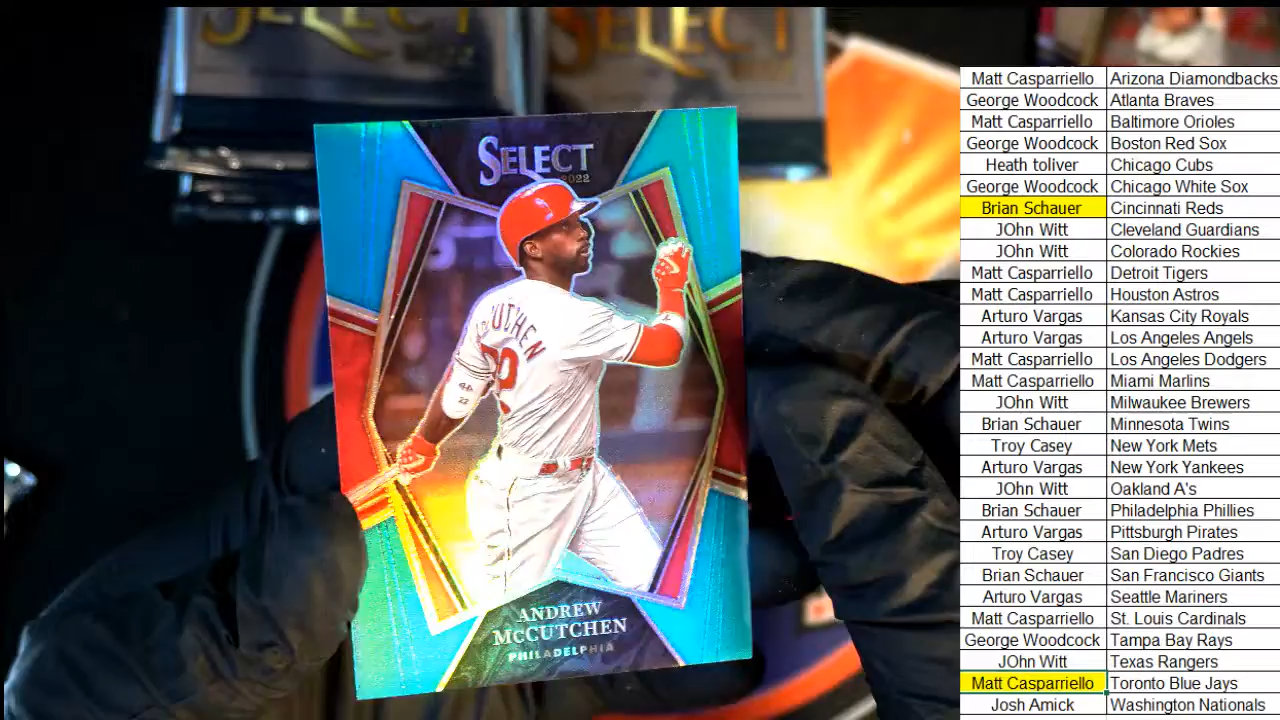 SELECT
SELECT
SELECT
2022
ANDREW
McCUTCHEN
PHILADELPHIA
Matt Casparriello Arizona Diamondbacks
George Woodcock Atlanta Braves
Matt Casparriello Baltimore Orioles
George Woodcock Boston Red Sox
Heath toliver Chicago Cubs
George Woodcock Chicago White Sox
Brian Schauer Cincinnati Reds
JOhn Witt Cleveland Guardians
JOhn Witt Colorado Rockies
Matt Casparriello Detroit Tigers
Matt Casparriello Houston Astros
Arturo Vargas Kansas City Royals
Arturo Vargas Los Angeles Angels
Matt Casparriello Los Angeles Dodgers
Matt Casparriello Miami Marlins
JOhn Witt Milwaukee Brewers
Brian Schauer Minnesota Twins
Troy Casey New York Mets
Arturo Vargas New York Yankees
JOhn Witt Oakland A's
Brian Schauer Philadelphia Phillies
Arturo Vargas Pittsburgh Pirates
Troy Casey San Diego Padres
Brian Schauer San Francisco Giants
Arturo Vargas Seattle Mariners
Matt Casparriello St. Louis Cardinals
George Woodcock Tampa Bay Rays
JOhn Witt Texas Rangers
Matt Casparriello Toronto Blue Jays
Josh Amick Washington Nationals